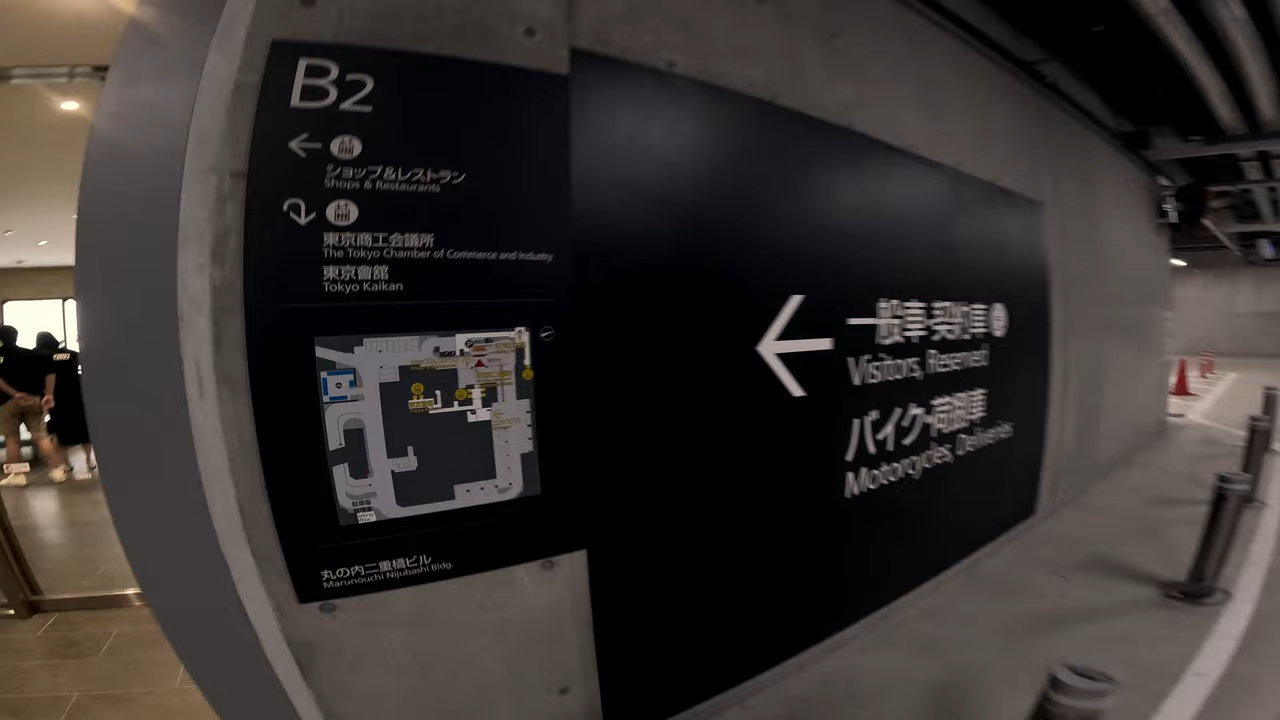 B2
ショップ&レストラン
Shops & Restaurants
東京商工会議所
The Tokyo Chamber of Commerce and Industry
東京會舘
Tokyo Kaikan
丸の内二重橋ビル
Marunouchi Nijubashi Bldg.
一般車・契約車
Visitors, Reserved
バイク・荷捌車
Motorcycles, Deliveries